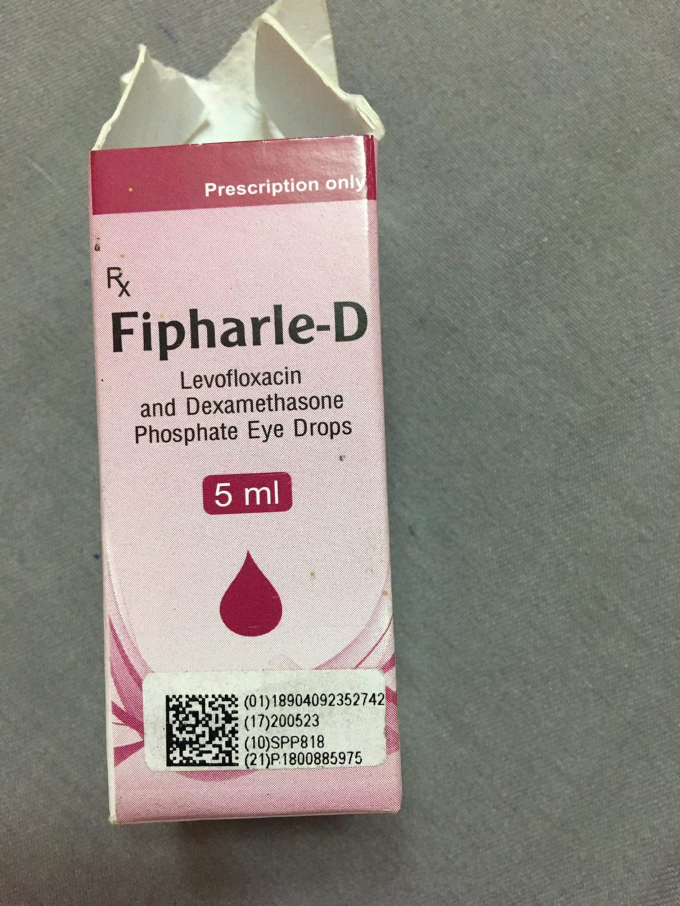 Prescription only
Rx
Fipharle-D
Levofloxacin
and Dexamethasone
Phosphate Eye Drops
5 ml
(01)18904092352742
(17)200523
(10)SPP818
(21)P.1800885975